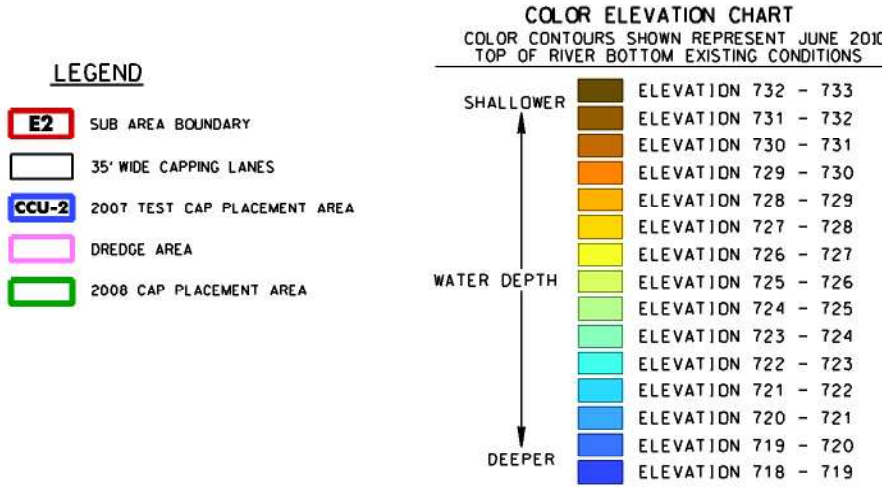 LEGEND
E2 SUB AREA BOUNDARY
35' WIDE CAPPING LANES
CCU-2 2007 TEST CAP PLACEMENT AREA
DREDGE AREA
2008 CAP PLACEMENT AREA
COLOR ELEVATION CHART
COLOR CONTOURS SHOWN REPRESENT JUNE 2010
TOP OF RIVER BOTTOM EXISTING CONDITIONS
SHALLOWER
WATER DEPTH
DEEPER
ELEVATION 732 - 733
ELEVATION 731 - 732
ELEVATION 730 - 731
ELEVATION 729 - 730
ELEVATION 728 - 729
ELEVATION 727 - 728
ELEVATION 726 - 727
ELEVATION 725 - 726
ELEVATION 724 - 725
ELEVATION 723 - 724
ELEVATION 722 - 723
ELEVATION 721 - 722
ELEVATION 720 - 721
ELEVATION 719 - 720
ELEVATION 718 - 719